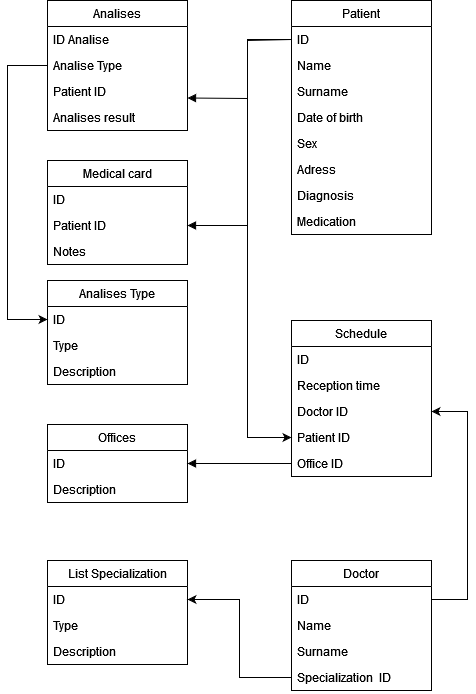 Analises
ID Analise
Analise Type
Patient ID
Analises result
Patient
ID
Name
Surname
Date of birth
Sex
Adress
Diagnosis
Medication
Medical card
ID
Patient ID
Notes
Analises Type
ID
Type
Description
Schedule
ID
Reception time
Doctor ID
Patient ID
Office ID
Offices
ID
Description
List Specialization
ID
Type
Description
Doctor
ID
Name
Surname
Specialization ID